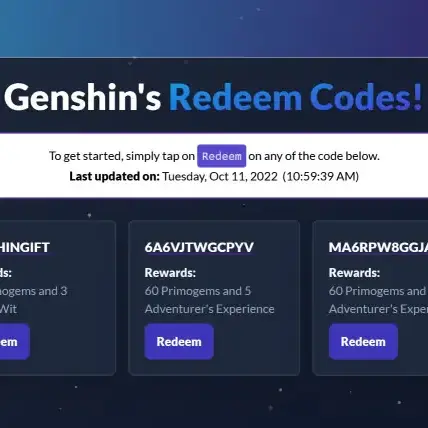 Genshin's Redeem Codes!
To get started, simply tap on Redeem on any of the code below.
Last updated on: Tuesday, Oct 11, 2022 (10:59:39 AM)
HINGIFT
ds:
mogems and 3
Wit
em
6A6VJTWGCPYV
Rewards:
60 Primogems and 5
Adventurer's Experience
Redeem
MA6RPW8GGJ
Rewards:
60 Primogems and
Adventurer's Exper
Redeem